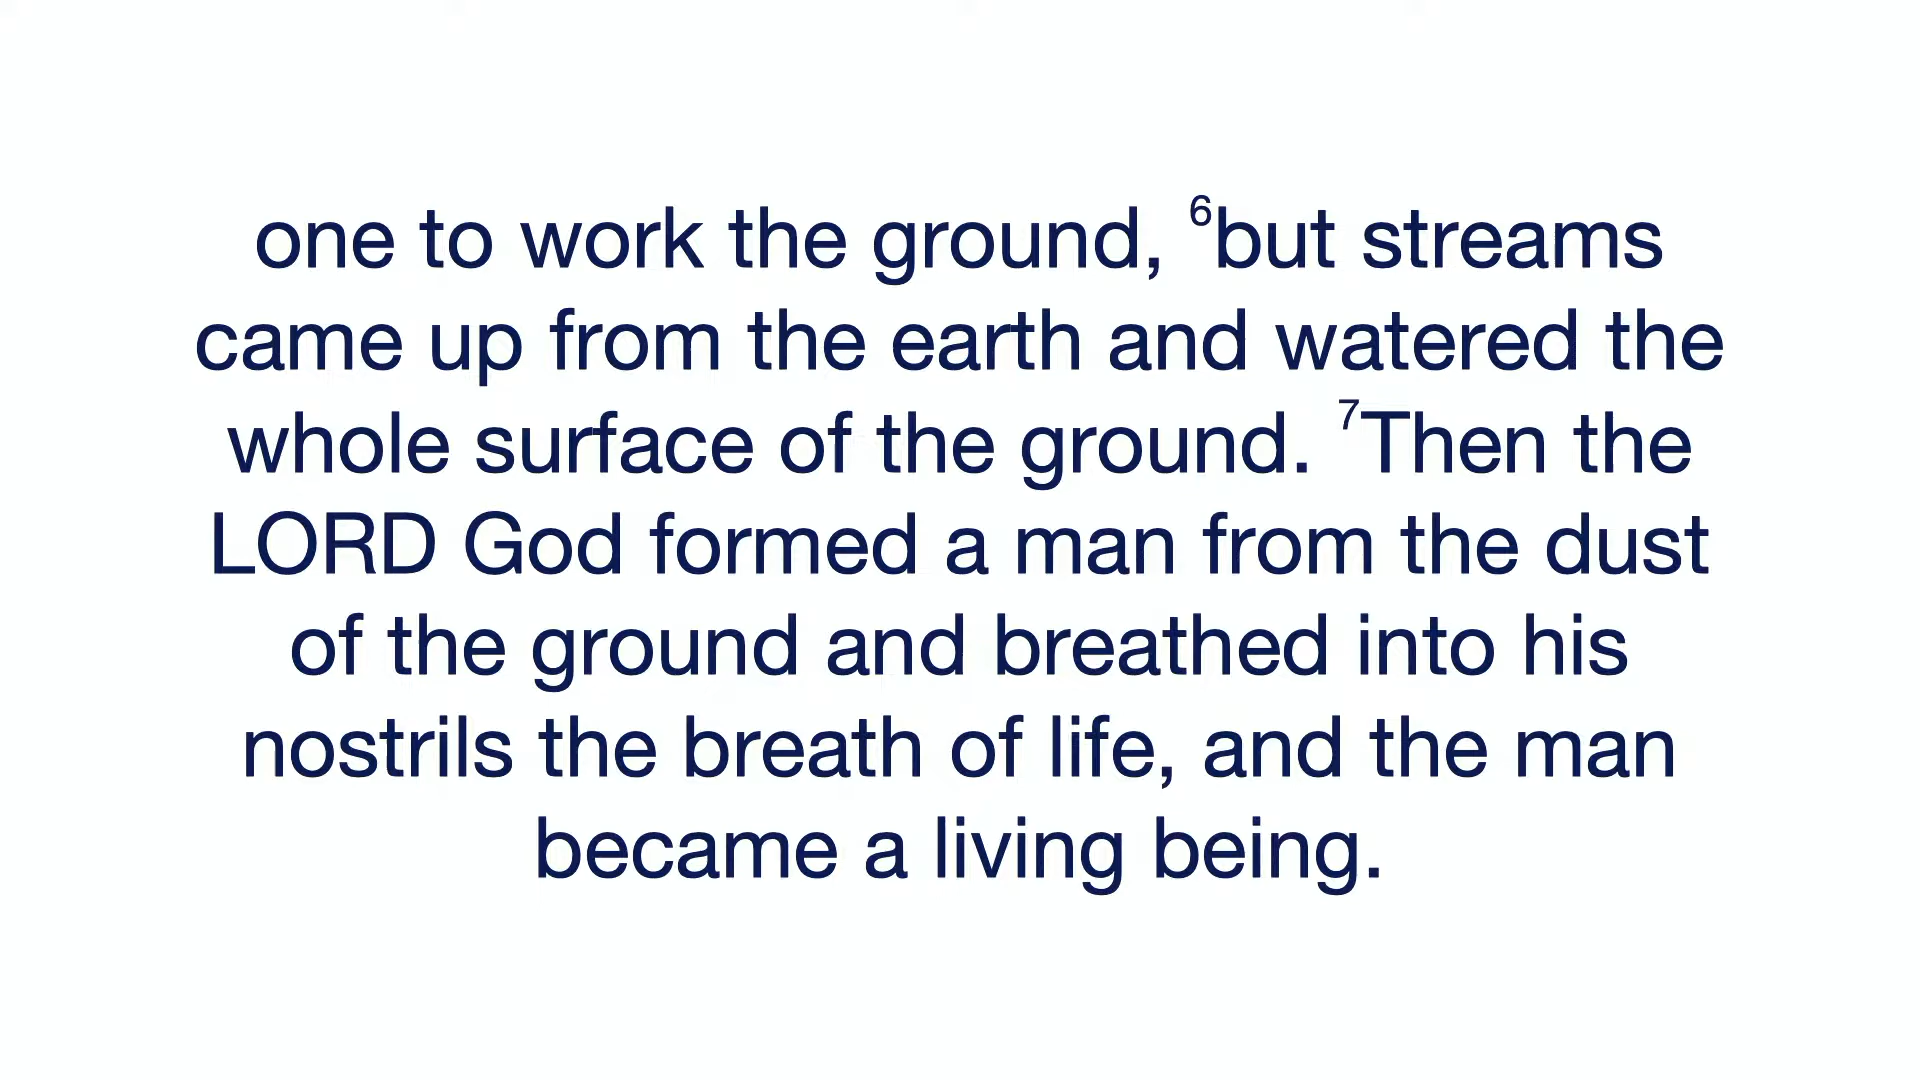 one to work the ground, ⁶but streams
came up from the earth and watered the
whole surface of the ground. ⁷Then the
LORD God formed a man from the dust
of the ground and breathed into his
nostrils the breath of life, and the man
became a living being.